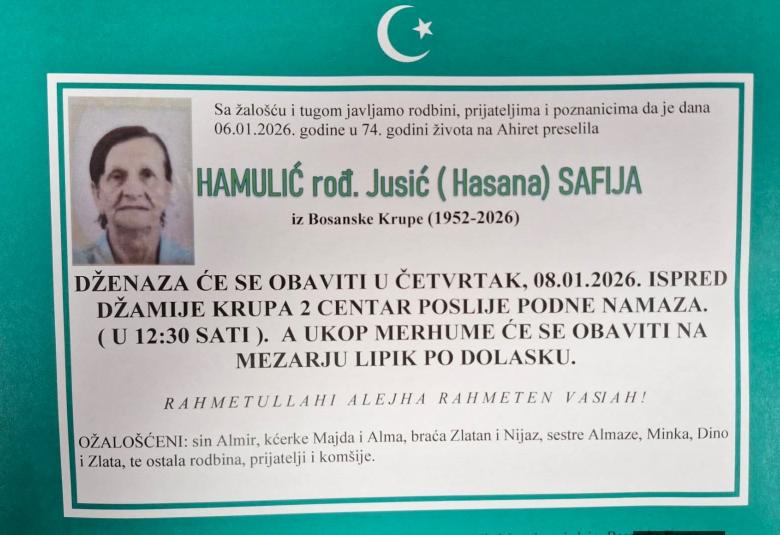 Sa žalošću i tugom javljamo rodbini, prijateljima i poznanicima da je dana
06.01.2026. godine u 74. godini života na Ahiret preselila
HAMULIĆ rođ. Jusić ( Hasana) SAFIJA
iz Bosanske Krupe (1952-2026)
DŽENAZA ĆE SE OBAVITI U ČETVRTAK, 08.01.2026. ISPRED
DŽAMIJE KRUPA 2 CENTAR POSLIJE PODNE NAMAZA.
( U 12:30 SATI ). A UKOP MERHUME ĆE SE OBAVITI NA
MEZARJU LIPIK PO DOLASKU.
RAHMETULLAHI ALEJHA RAHMETEN VASIAH!
OŽALOŠĆENI: sin Almir, kćerke Majda i Alma, braća Zlatan i Nijaz, sestre Almaze, Minka, Dino
i Zlata, te ostala rodbina, prijatelji i komšije.